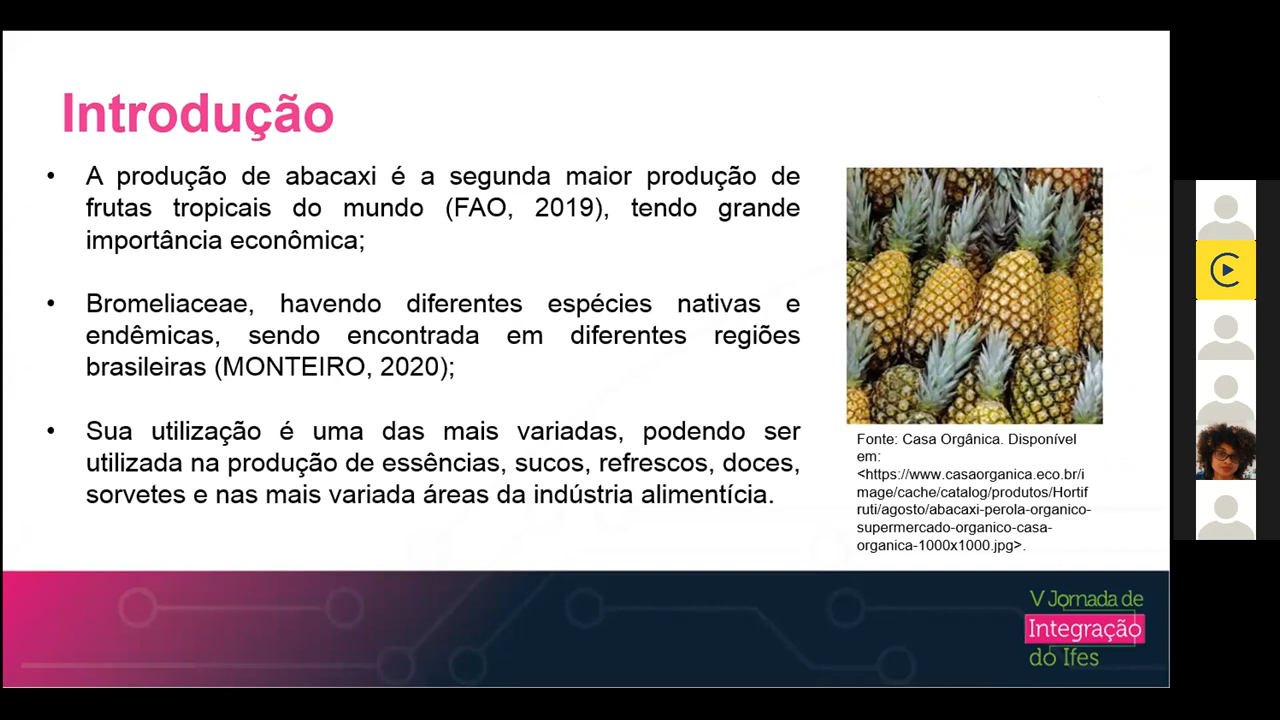 Introdução
• A produção de abacaxi é a segunda maior produção de
frutas tropicais do mundo (FAO, 2019), tendo grande
importância econômica;
• Bromeliaceae, havendo diferentes espécies nativas e
endêmicas, sendo encontrada em diferentes regiões
brasileiras (MONTEIRO, 2020);
• Sua utilização é uma das mais variadas, podendo ser
utilizada na produção de essências, sucos, refrescos, doces,
sorvetes e nas mais variada áreas da indústria alimentícia.
Fonte: Casa Orgânica. Disponível
em:
<https://www.casaorganica.eco.br/i
mage/cache/catalog/produtos/Hortif
ruti/agosto/abacaxi-perola-organico-
supermercado-organico-casa-
organica-1000x1000.jpg>.
V Jornada de
Integração
do Ifes